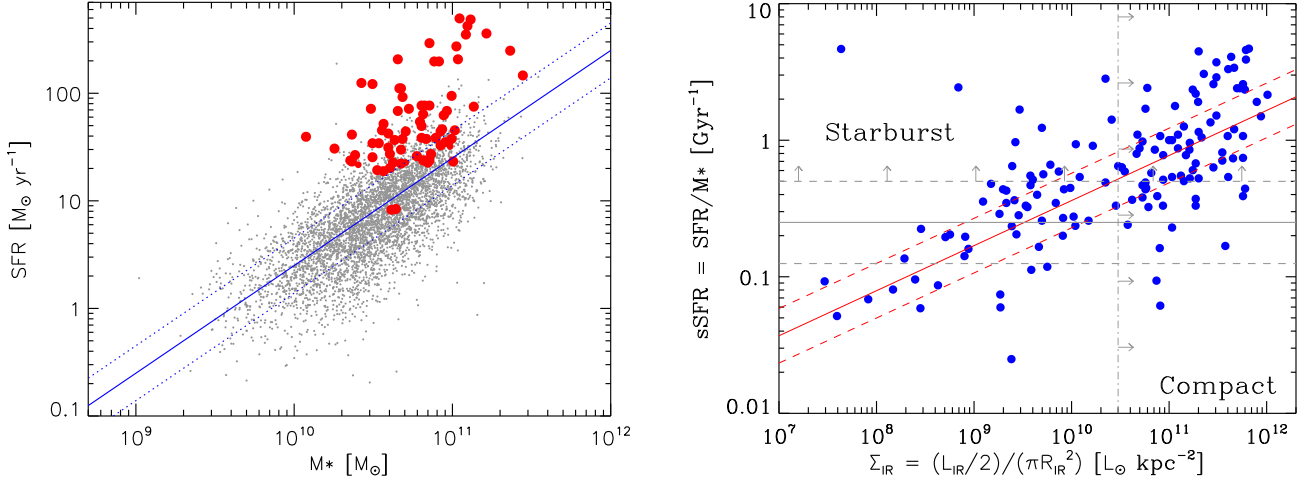 SFR [M⊙ yr⁻¹]
100
10
1
0.1
10⁹ 10¹⁰ 10¹¹ 10¹²
M* [M⊙]
sSFR = SFR/M* [Gyr⁻¹]
10
1
0.1
0.01
Starburst
Compact
10⁷ 10⁸ 10⁹ 10¹⁰ 10¹¹ 10¹²
Σ_IR = (L_IR/2)/(πR_IR²) [L⊙ kpc⁻²]